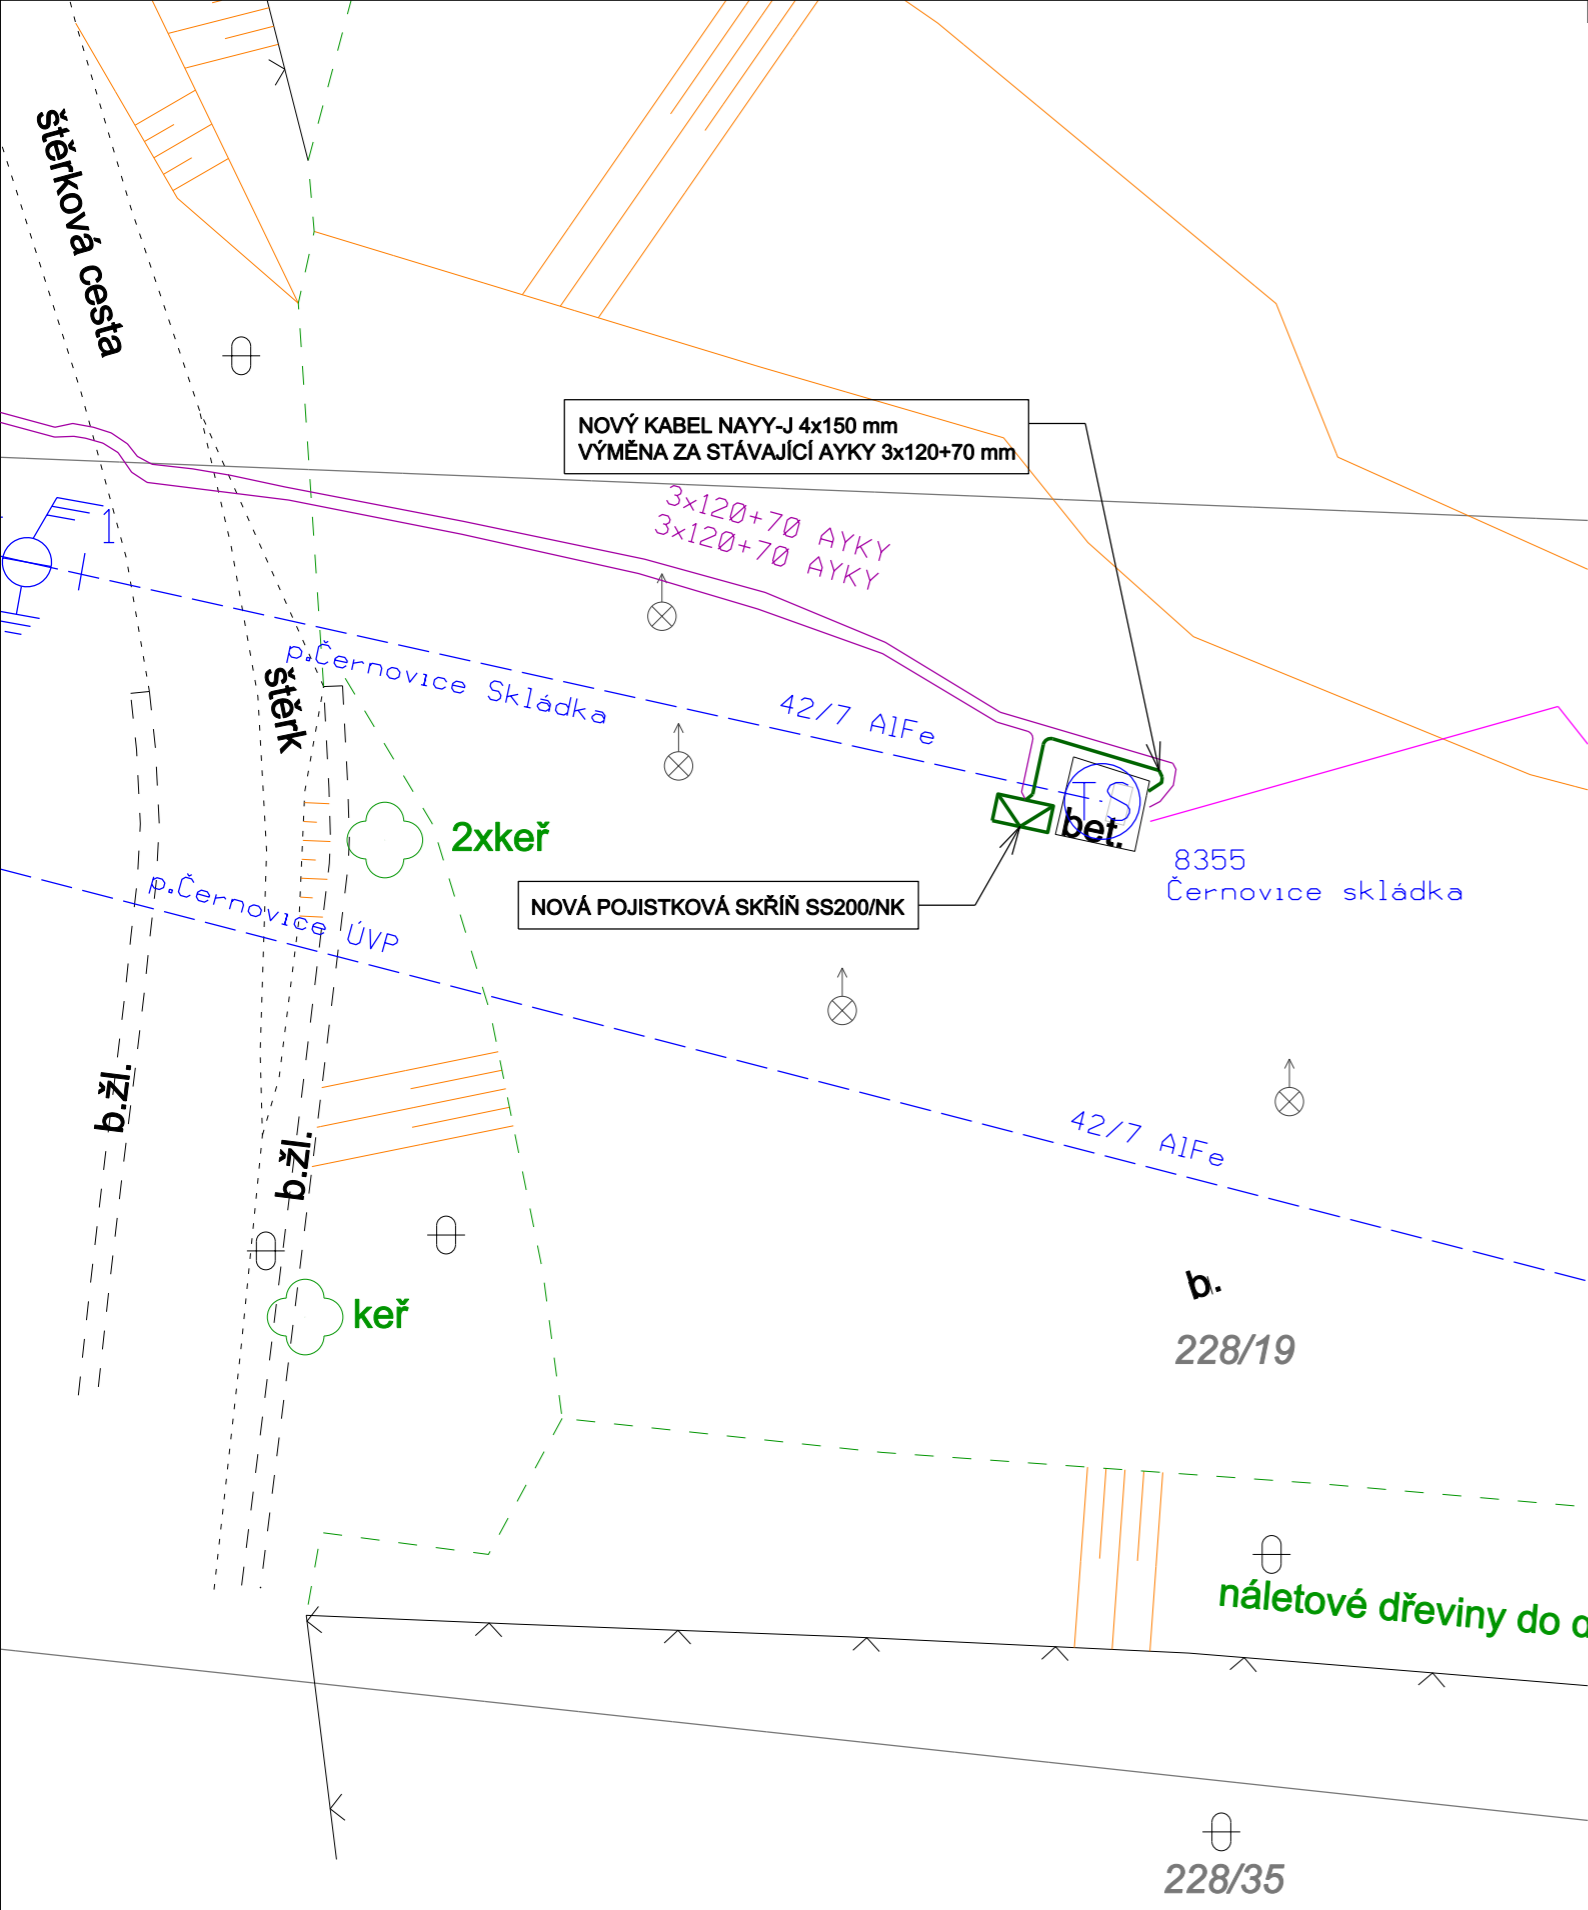 štěrková cesta
NOVÝ KABEL NAYY-J 4x150 mm
VÝMĚNA ZA STÁVAJÍCÍ AYKY 3x120+70 mm
3x120+70 AYKY
3x120+70 AYKY
1
p.Černovice Skládka
štěrk
42/7 AlFe
TS
bet.
2xkeř
8355
Černovice skládka
p.Černovice ÚVP
NOVÁ POJISTKOVÁ SKŘÍŇ SS200/NK
b.žl.
b.žl.
42/7 AlFe
keř
b.
228/19
náletové dřeviny do
228/35